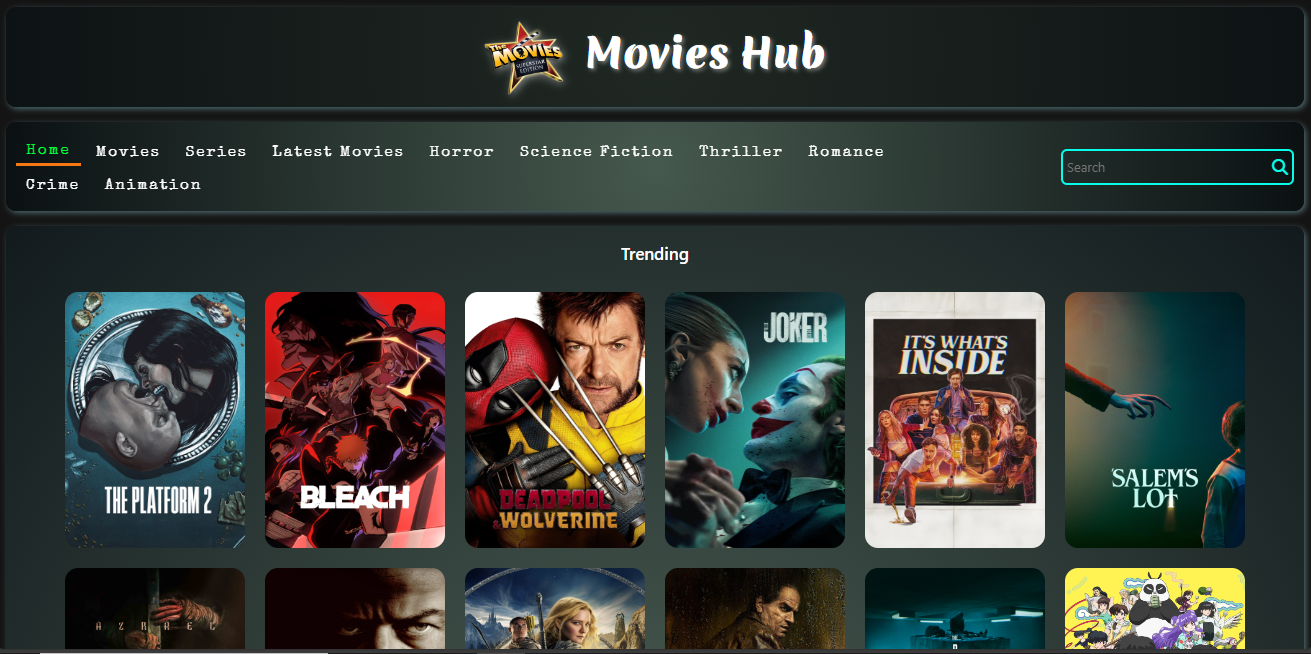 THE
MOVIES
SUPERSTAR
EDITION
Movies Hub
Home Movies Series Latest Movies Horror Science Fiction Thriller Romance
Crime Animation
Search
Trending
THE PLATFORM 2
BLEACH
DEADPOOL
& WOLVERINE
JOKER
IT'S WHAT'S
INSIDE
'SALEM'S
LOT
AZRAEL